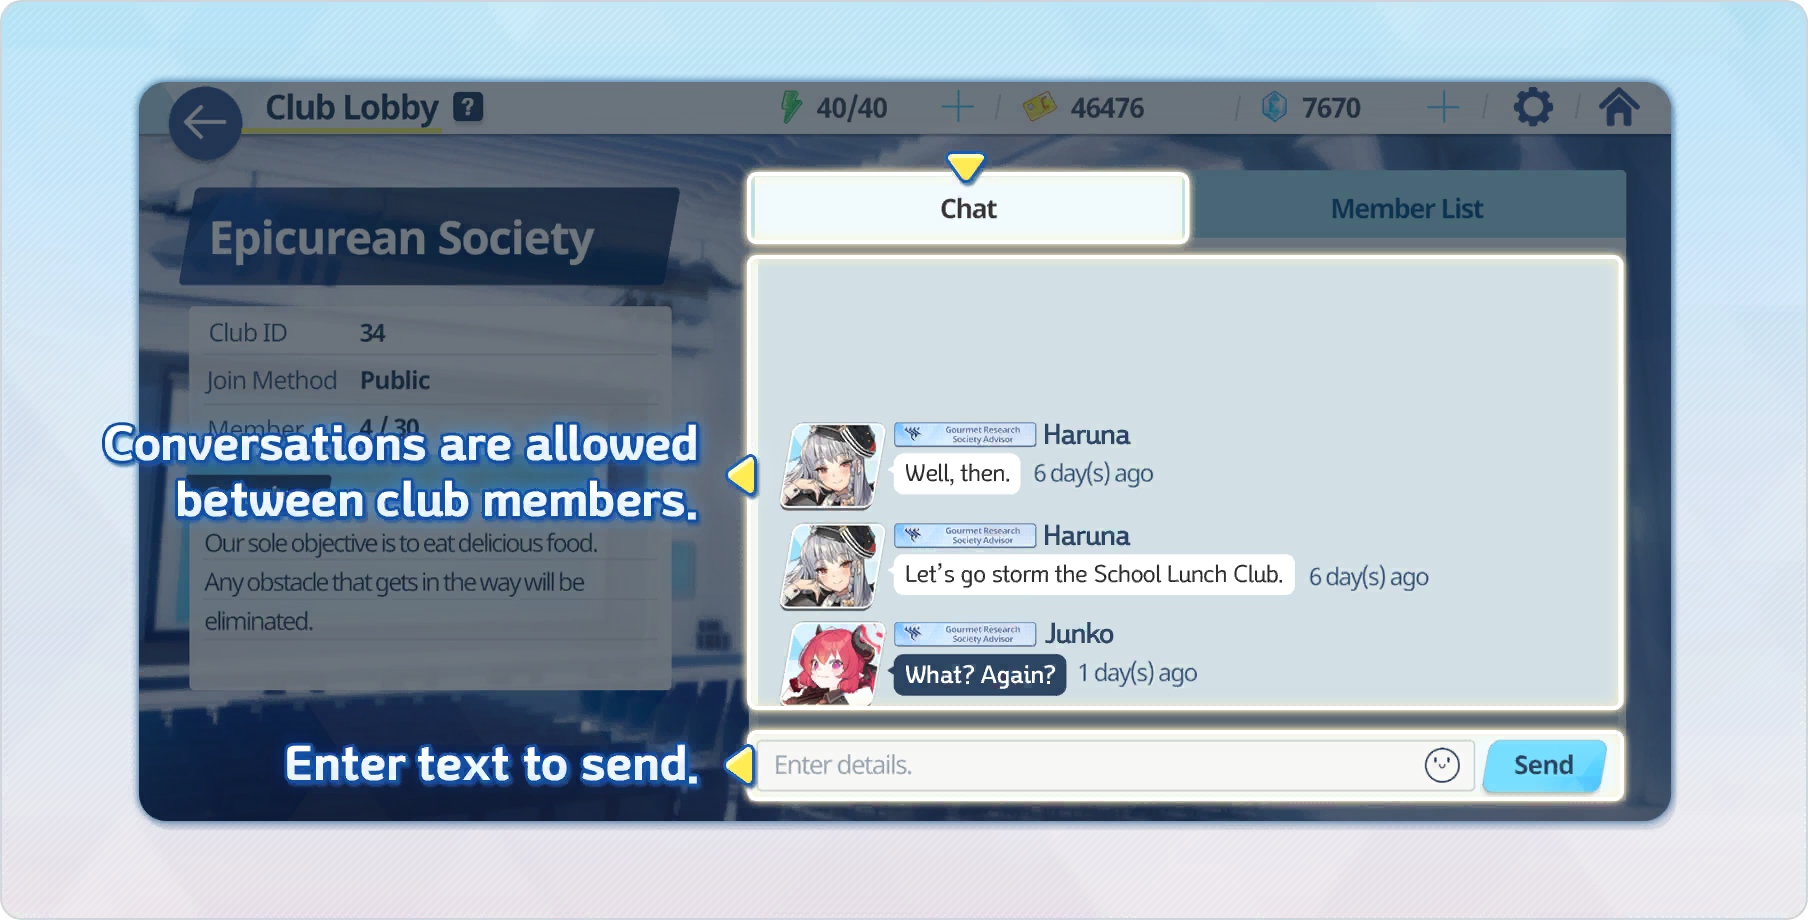 Club Lobby ?
40/40
46476
7670
Epicurean Society
Club ID 34
Join Method Public
Member 4 / 30
Conversations are allowed
between club members.
Our sole objective is to eat delicious food.
Any obstacle that gets in the way will be
eliminated.
Chat
Member List
Gourmet Research
Society Advisor
Haruna
Well, then.
6 day(s) ago
Gourmet Research
Society Advisor
Haruna
Let's go storm the School Lunch Club.
6 day(s) ago
Gourmet Research
Society Advisor
Junko
What? Again?
1 day(s) ago
Enter text to send.
Enter details.
Send